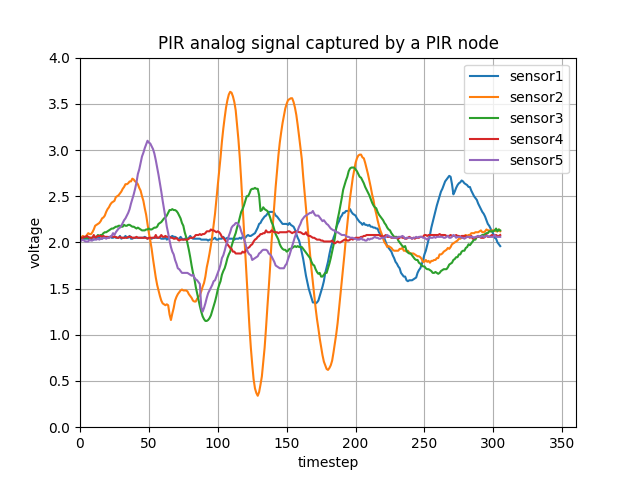 PIR analog signal captured by a PIR node
4.0
3.5
3.0
2.5
2.0
1.5
1.0
0.5
0.0
voltage
sensor1
sensor2
sensor3
sensor4
sensor5
0 50 100 150 200 250 300 350
timestep